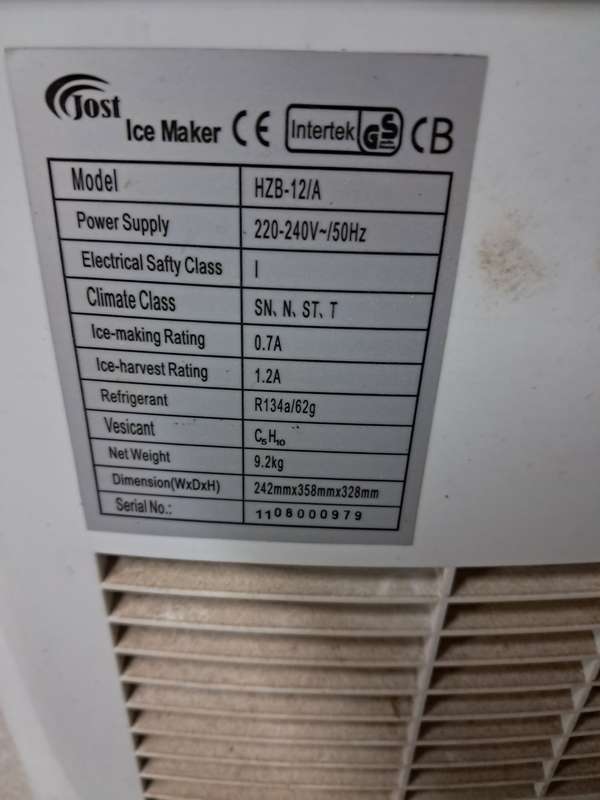 Jost Ice Maker CE Intertek GS CB
Model HZB-12/A
Power Supply 220-240V~/50Hz
Electrical Safty Class I
Climate Class SN、N、ST、T
Ice-making Rating 0.7A
Ice-harvest Rating 1.2A
Refrigerant R134a/62g
Vesicant C₅H₁₀
Net Weight 9.2kg
Dimension(WxDxH) 242mmx358mmx328mm
Serial No.: 1108000979